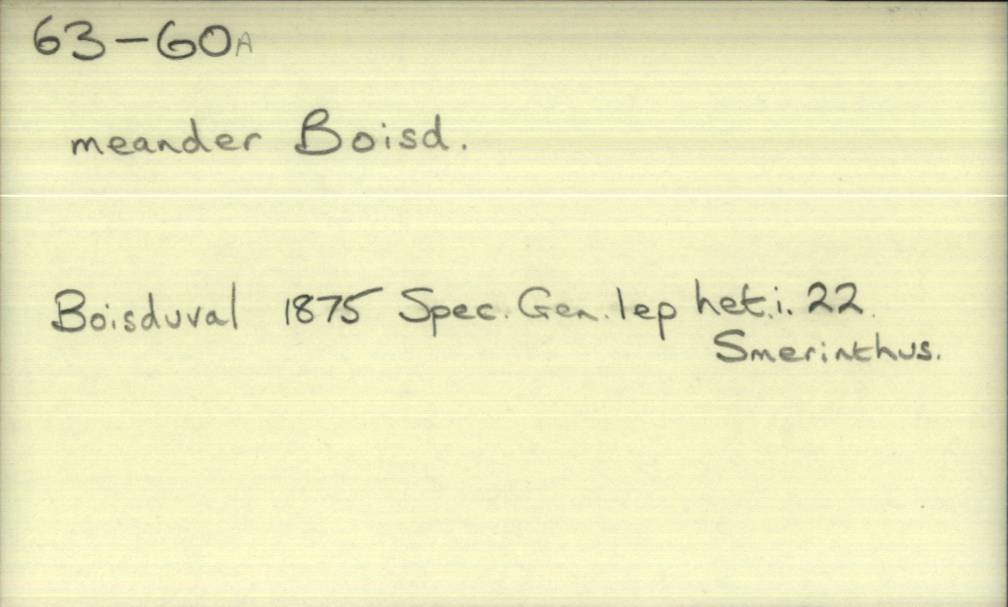 63-60A
meander Boisd.
Boisduval 1875 Spec. Gen. lep het. i. 22.
Smerinthus.